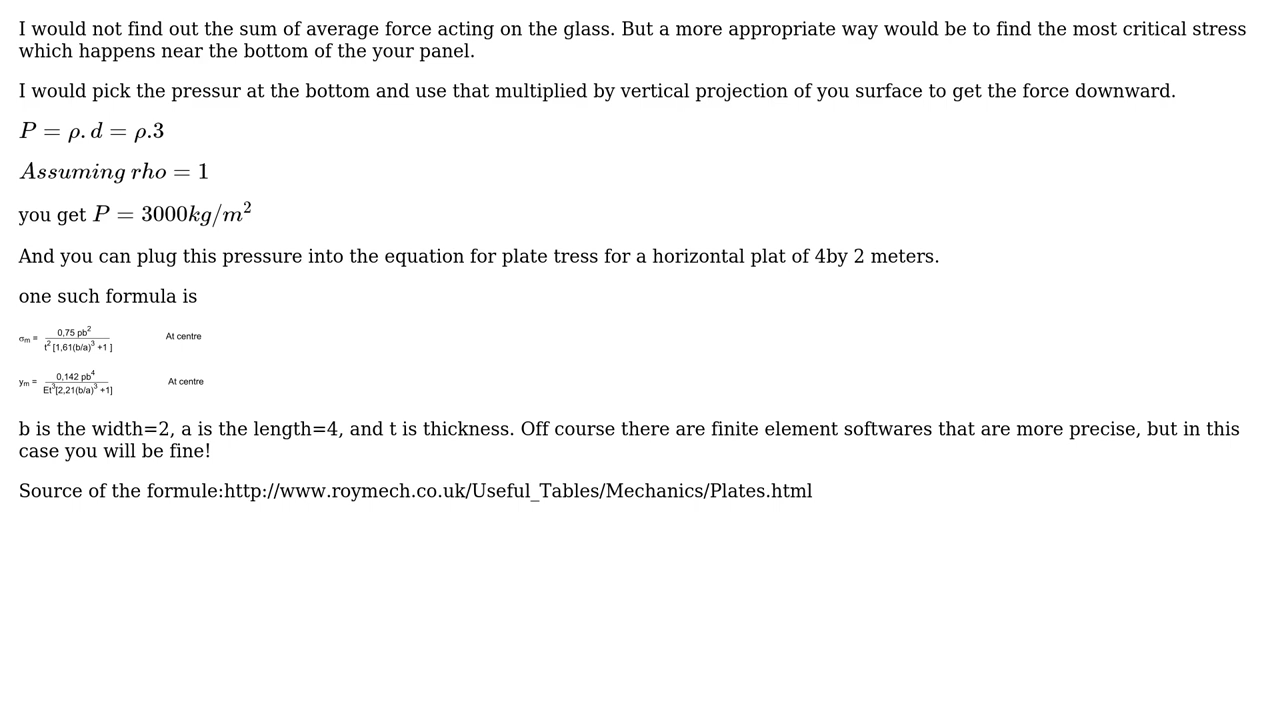 I would not find out the sum of average force acting on the glass. But a more appropriate way would be to find the most critical stress
which happens near the bottom of the your panel.
I would pick the pressur at the bottom and use that multiplied by vertical projection of you surface to get the force downward.
P = ρ. d = ρ.3
Assuming rho = 1
you get P = 3000kg/m²
And you can plug this pressure into the equation for plate tress for a horizontal plat of 4by 2 meters.
one such formula is
σm = 0,75 pb² / t² [1,61(b/a)³ +1 ] At centre
ym = 0,142 pb⁴ / Et³[2,21(b/a)³ +1] At centre
b is the width=2, a is the length=4, and t is thickness. Off course there are finite element softwares that are more precise, but in this
case you will be fine!
Source of the formule:http://www.roymech.co.uk/Useful_Tables/Mechanics/Plates.html